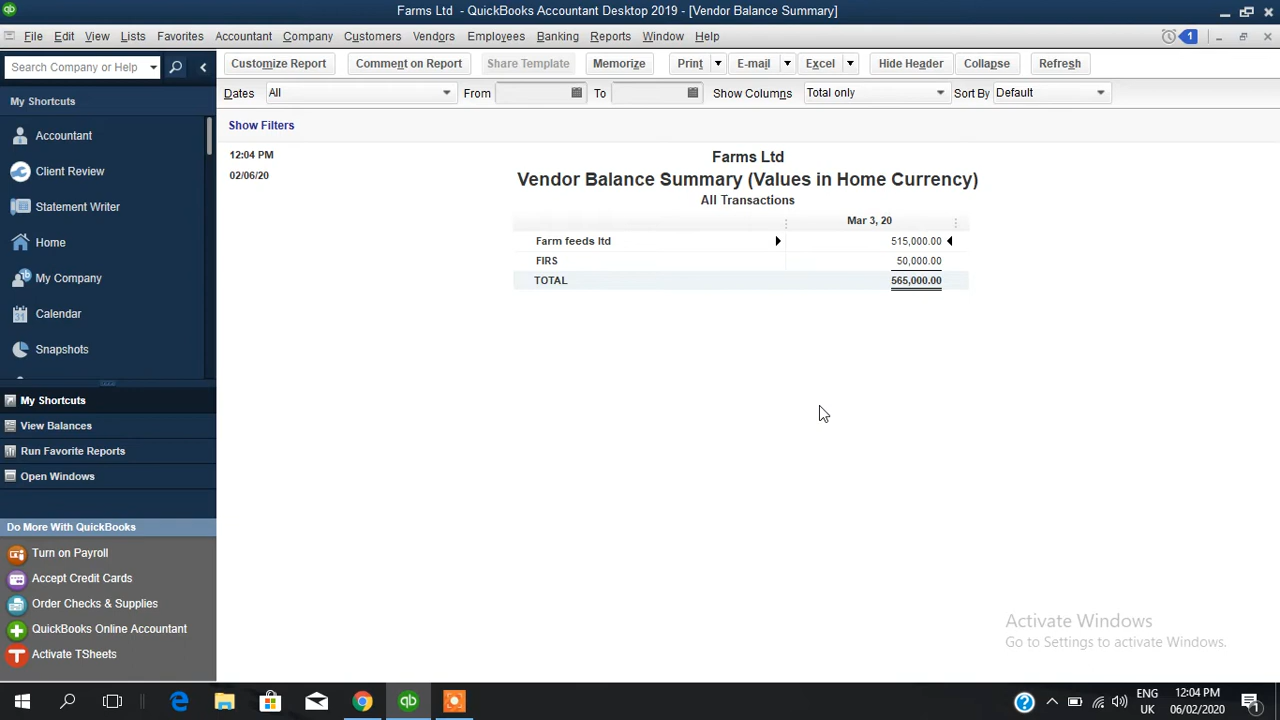 Farms Ltd - QuickBooks Accountant Desktop 2019 - [Vendor Balance Summary]
File Edit View Lists Favorites Accountant Company Customers Vendors Employees Banking Reports Window Help 1
Search Company or Help
Customize Report Comment on Report Share Template Memorize Print E-mail Excel Hide Header Collapse Refresh
Dates All From To Show Columns Total only Sort By Default
Show Filters
My Shortcuts
Accountant
Client Review
Statement Writer
Home
My Company
Calendar
Snapshots
My Shortcuts
View Balances
Run Favorite Reports
Open Windows
Do More With QuickBooks
Turn on Payroll
Accept Credit Cards
Order Checks & Supplies
QuickBooks Online Accountant
Activate TSheets
12:04 PM
02/06/20
Farms Ltd
Vendor Balance Summary (Values in Home Currency)
All Transactions
Mar 3, 20
Farm feeds ltd 515,000.00
FIRS 50,000.00
TOTAL 565,000.00
Activate Windows
Go to Settings to activate Windows.
qb
ENG
UK
12:04 PM
06/02/2020
1